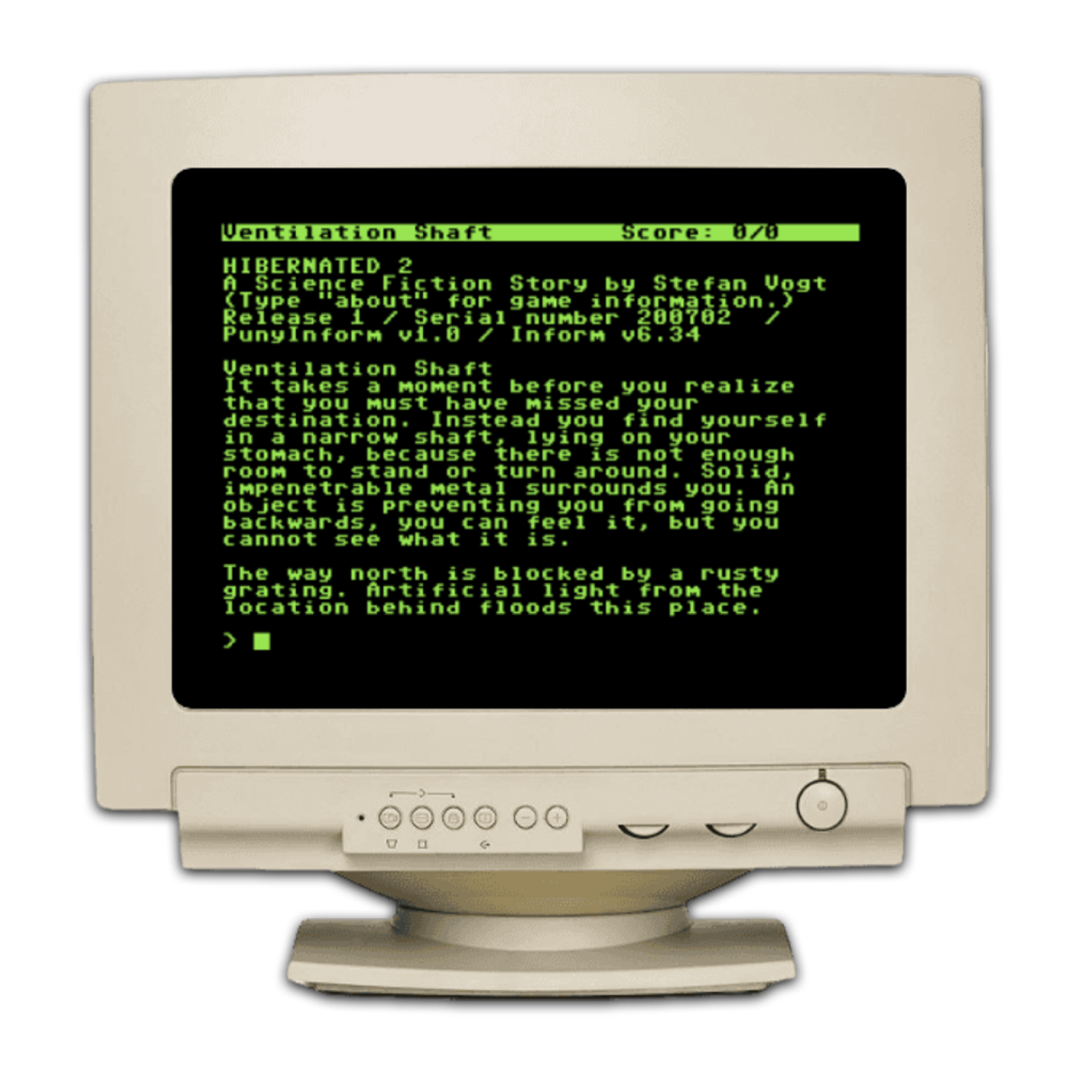 Ventilation Shaft Score: 0/0
HIBERNATED 2
A Science Fiction Story by Stefan Vogt
(Type "about" for game information.)
Release 1 / Serial number 200702 /
PunyInform v1.0 / Inform v6.34
Ventilation Shaft
It takes a moment before you realize
that you must have missed your
destination. Instead you find yourself
in a narrow shaft, lying on your
stomach, because there is not enough
room to stand or turn around. Solid,
impenetrable metal surrounds you. An
object is preventing you from going
backwards, you can feel it, but you
cannot see what it is.
The way north is blocked by a rusty
grating. Artificial light from the
location behind floods this place.
>